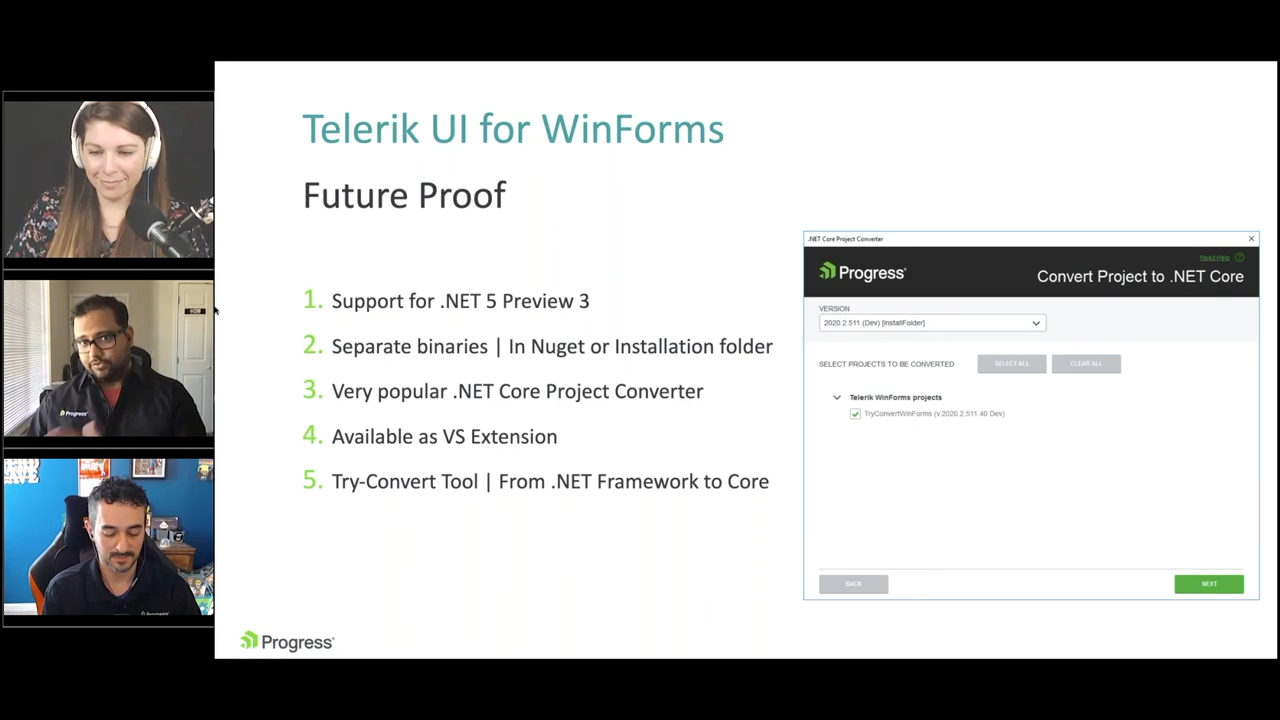 Telerik UI for WinForms
Future Proof
1. Support for .NET 5 Preview 3
2. Separate binaries | In Nuget or Installation folder
3. Very popular .NET Core Project Converter
4. Available as VS Extension
5. Try-Convert Tool | From .NET Framework to Core
.NET Core Project Converter
Need Help
Progress
Convert Project to .NET Core
VERSION
2020.2.511 (Dev) [InstallFolder]
SELECT PROJECTS TO BE CONVERTED
SELECT ALL
CLEAR ALL
Telerik WinForms projects
TryConvertWinForms (v.2020.2.511.40 Dev)
BACK
NEXT
Progress
Progress
Progress